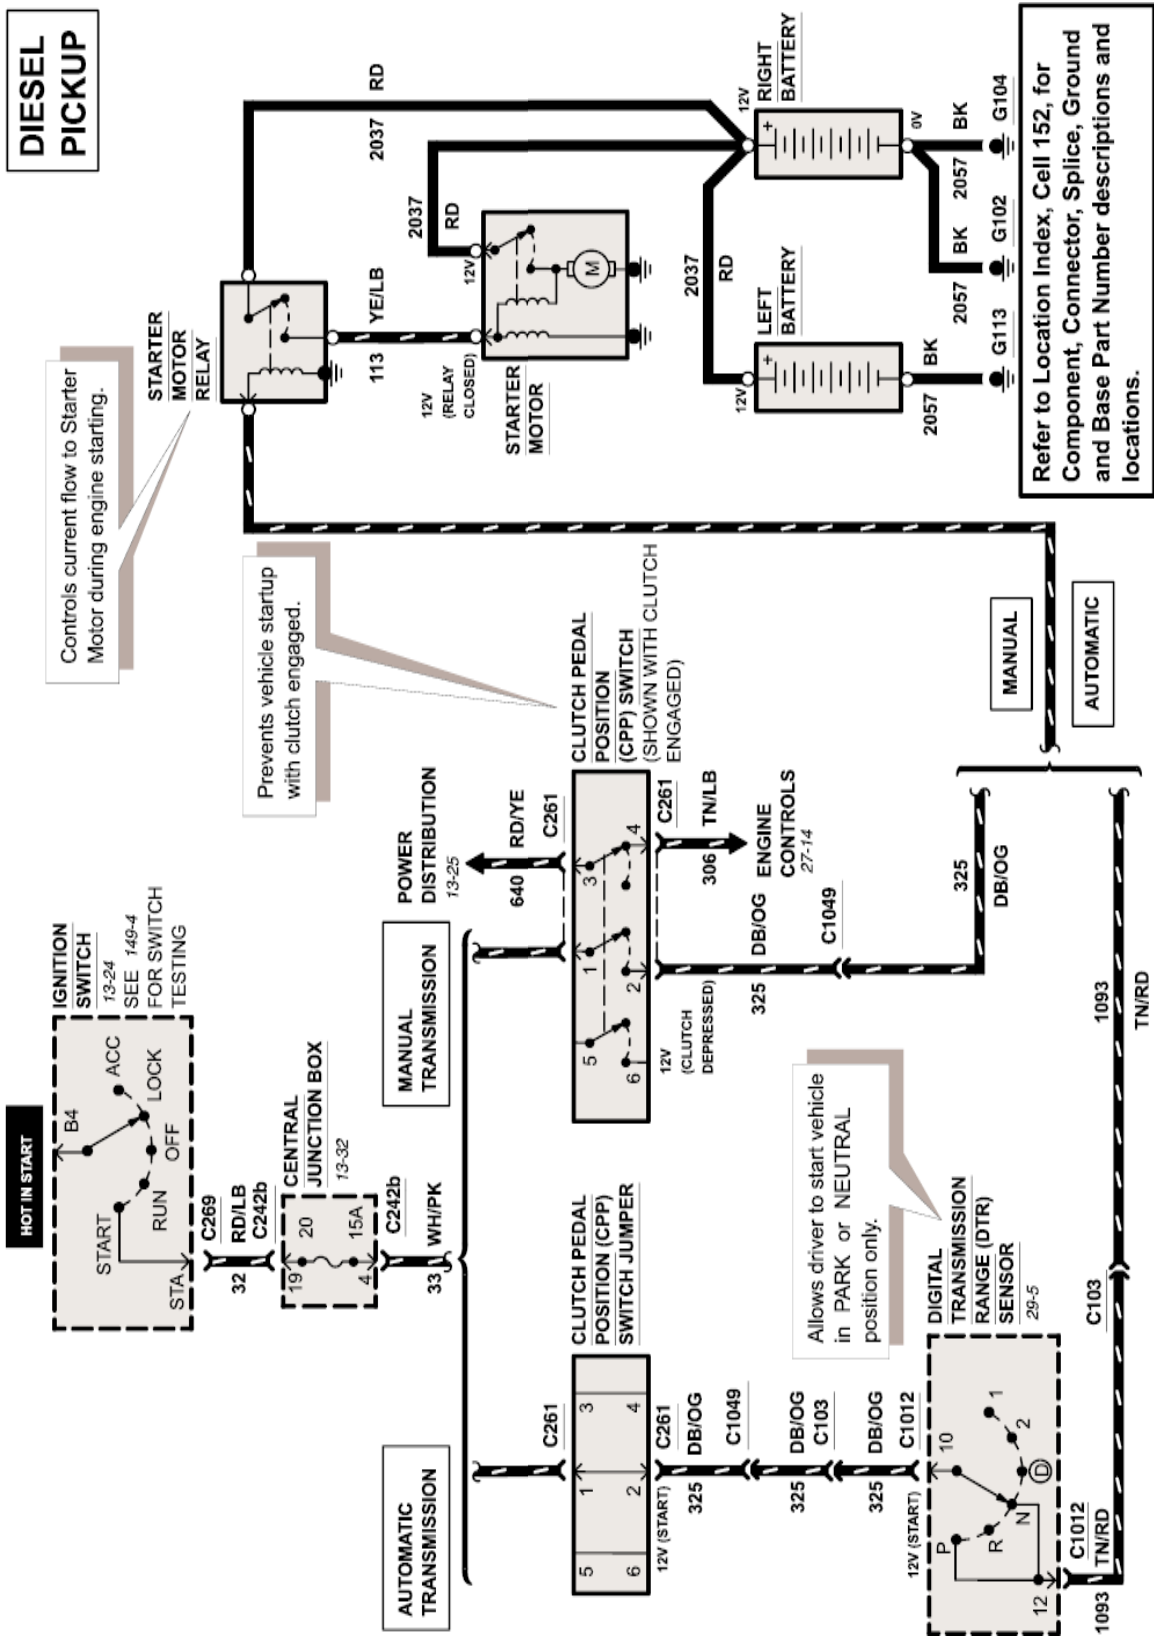 HOT IN START
B4
ACC
LOCK
OFF
RUN
START
STA
IGNITION
SWITCH
13-24
SEE 149-4
FOR SWITCH
TESTING
C269
32
RD/LB
C242b
19
20
15A
4
CENTRAL
JUNCTION BOX
13-32
C242b
33
WH/PK
DIESEL
PICKUP
Controls current flow to Starter
Motor during engine starting.
STARTER
MOTOR
RELAY
2037
RD
113
YE/LB
2037
RD
12V
(RELAY
CLOSED)
12V
M
STARTER
MOTOR
2037
RD
12V
LEFT
BATTERY
+
12V
RIGHT
BATTERY
+
0V
2057
BK
2057
BK
2057
BK
G113
G102
G104
Refer to Location Index, Cell 152, for
Component, Connector, Splice, Ground
and Base Part Number descriptions and
locations.
Prevents vehicle startup
with clutch engaged.
AUTOMATIC
TRANSMISSION
MANUAL
TRANSMISSION
POWER
DISTRIBUTION
13-25
640
RD/YE
C261
5
1
3
6
2
4
CLUTCH PEDAL
POSITION
(CPP) SWITCH
(SHOWN WITH CLUTCH
ENGAGED)
12V
(CLUTCH
DEPRESSED)
C261
306
TN/LB
ENGINE
CONTROLS
27-14
325
DB/OG
C1049
325
DB/OG
MANUAL
AUTOMATIC
C261
5
1
3
6
2
4
CLUTCH PEDAL
POSITION (CPP)
SWITCH JUMPER
12V (START)
C261
325
DB/OG
C1049
325
DB/OG
C103
325
DB/OG
12V (START)
C1012
Allows driver to start vehicle
in PARK or NEUTRAL
position only.
10
P
R
N
D
2
1
12
DIGITAL
TRANSMISSION
RANGE (DTR)
SENSOR
29-5
C1012
1093
TN/RD
C103
1093
TN/RD